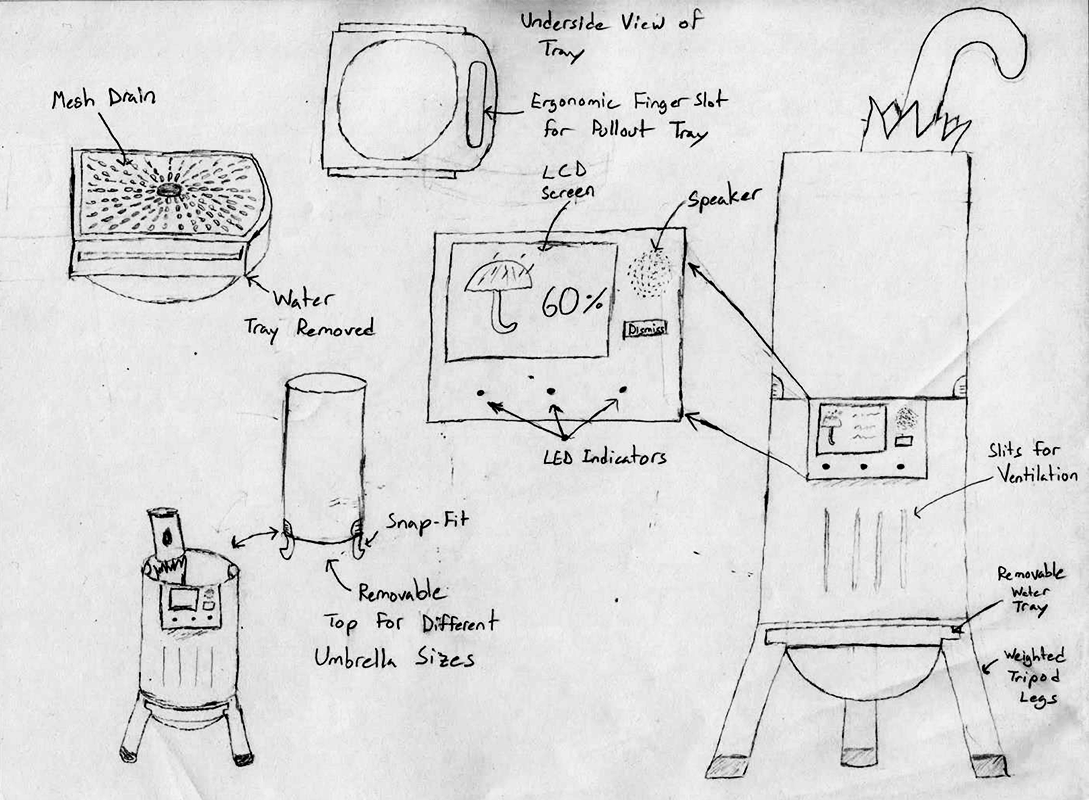 Underside View of
Tray
Mesh Drain
Ergonomic Finger Slot
for Pullout Tray
LCD
Screen
Speaker
60%
Dismiss
Water
Tray Removed
LED Indicators
Slits for
Ventilation
Snap-Fit
Removable
Top For Different
Umbrella Sizes
Removable
Water
Tray
Weighted
Tripod
Legs